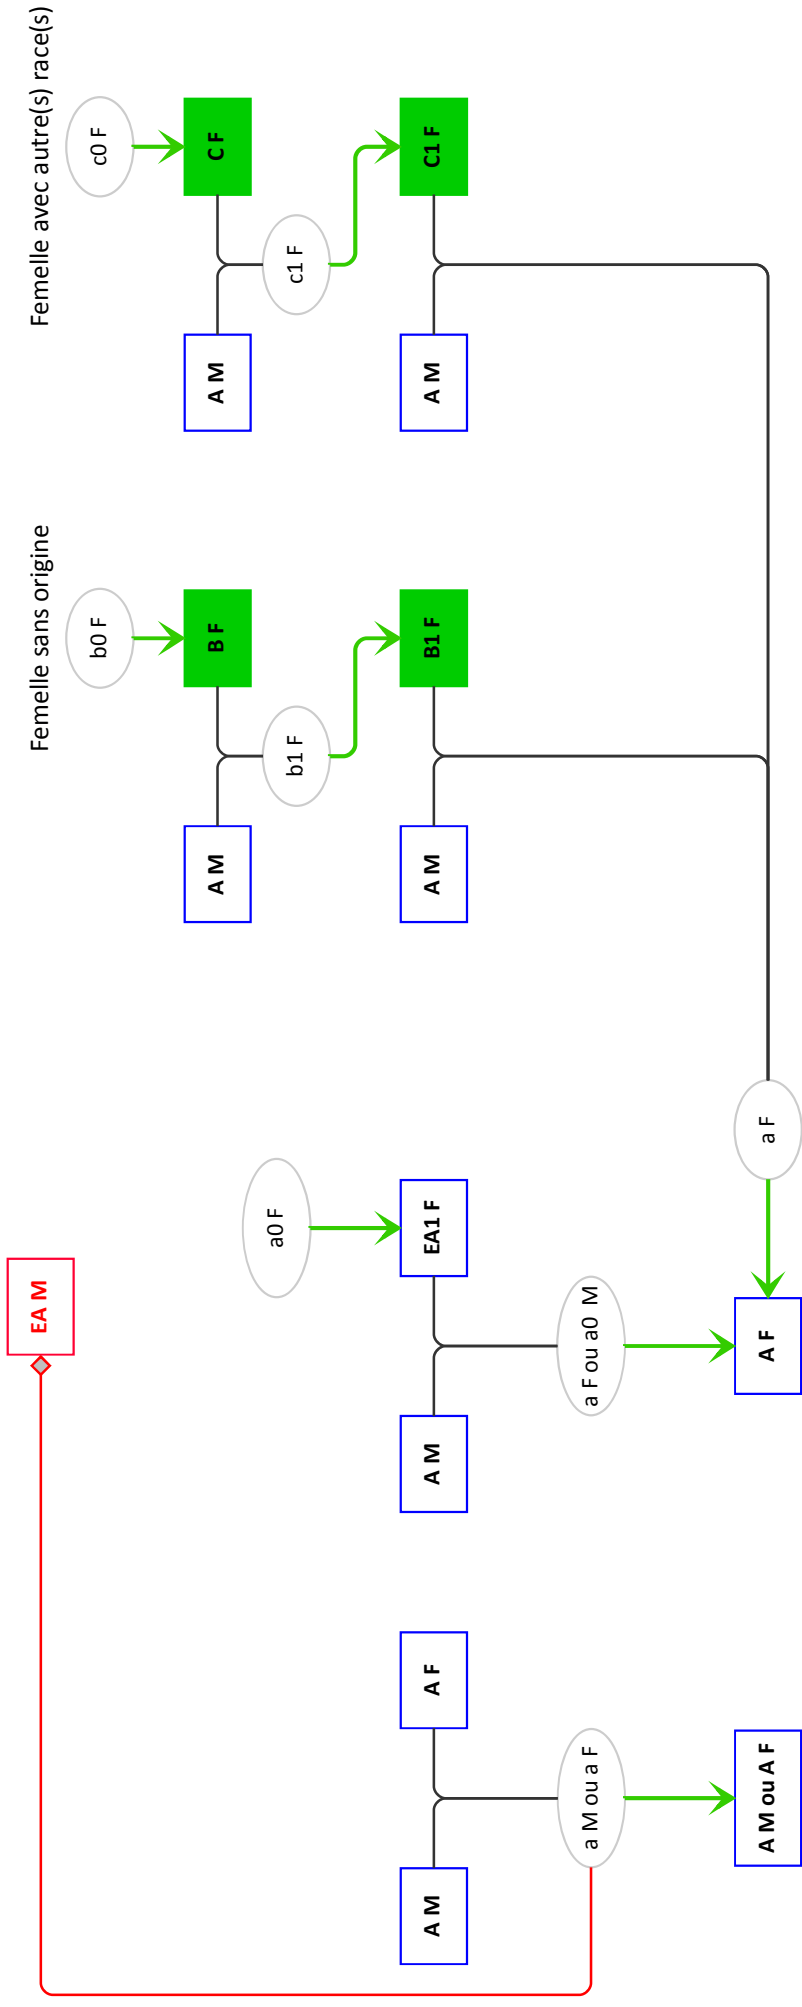 EA M
Femelle sans origine
Femelle avec autre(s) race(s)
b0 F
c0 F
A M
B F
A M
C F
a0 F
b1 F
c1 F
A M
A F
A M
EA1 F
A M
B1 F
A M
C1 F
a M ou a F
a F ou a0 M
A M ou A F
A F
a F